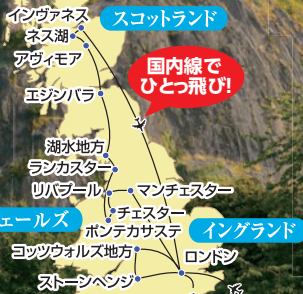 スコットランド
インヴァネス
ネス湖
アヴィモア
国内線で
ひとっ飛び!
エジンバラ
湖水地方
ランカスター
リバプール
マンチェスター
チェスター
ポンテカサステ
ェールズ
イングランド
コッツウォルズ地方
ロンドン
ストーンヘンジ